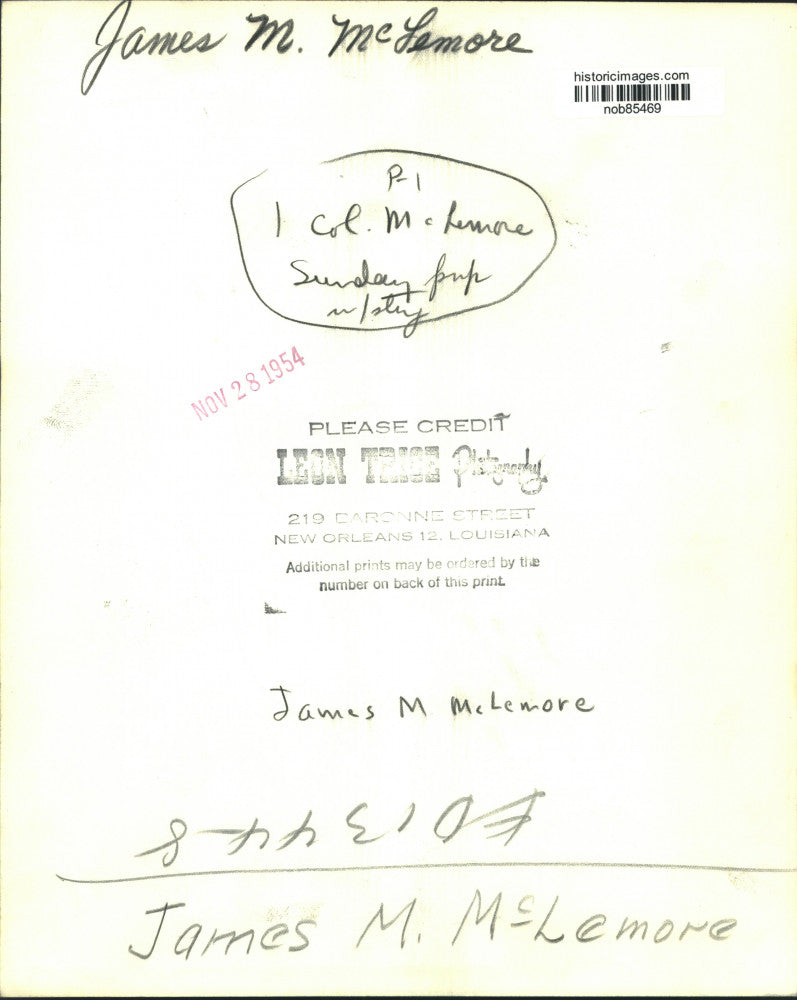 James M. McLemore
historicimages.com
nob85469
P-1
1 Col. McLemore
Sunday pup
w/sty
NOV 28 1954
PLEASE CREDIT
LEON TRICE Photography
219 BARONNE STREET
NEW ORLEANS 12, LOUISIANA
Additional prints may be ordered by the
number on back of this print.
James M McLemore
James M. McLemore